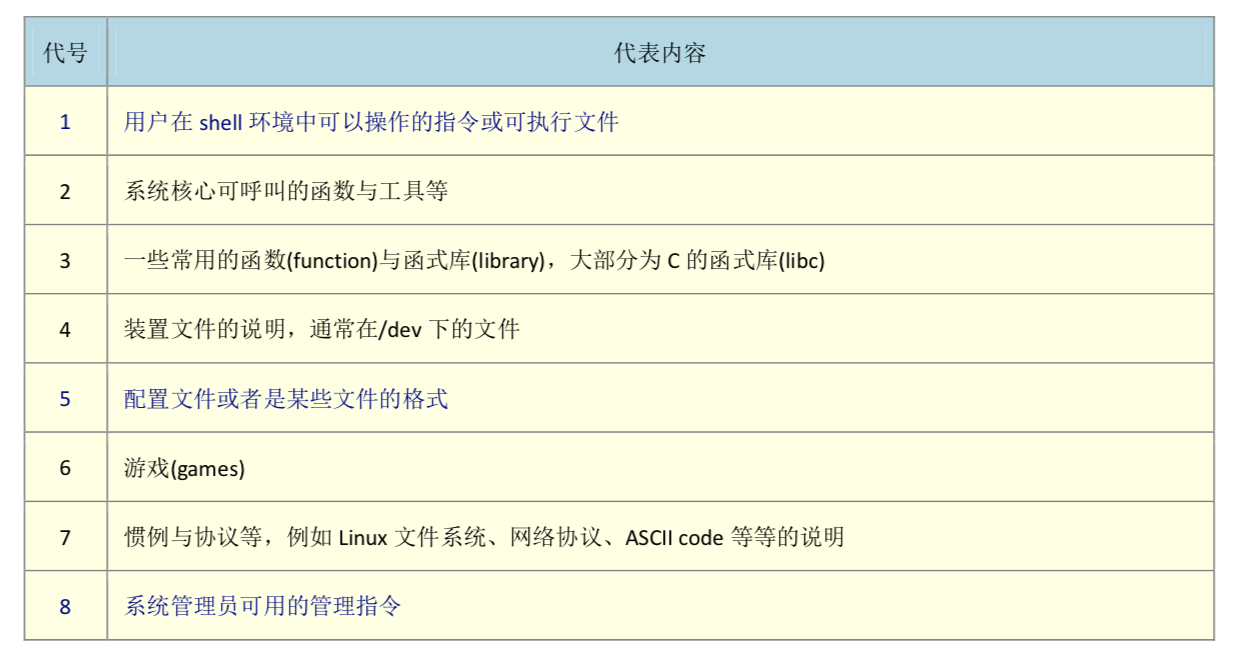 代号 代表内容
1 用户在 shell 环境中可以操作的指令或可执行文件
2 系统核心可呼叫的函数与工具等
3 一些常用的函数(function)与函式库(library)，大部分为 C 的函式库(libc)
4 装置文件的说明，通常在/dev 下的文件
5 配置文件或者是某些文件的格式
6 游戏(games)
7 惯例与协议等，例如 Linux 文件系统、网络协议、ASCII code 等等的说明
8 系统管理员可用的管理指令